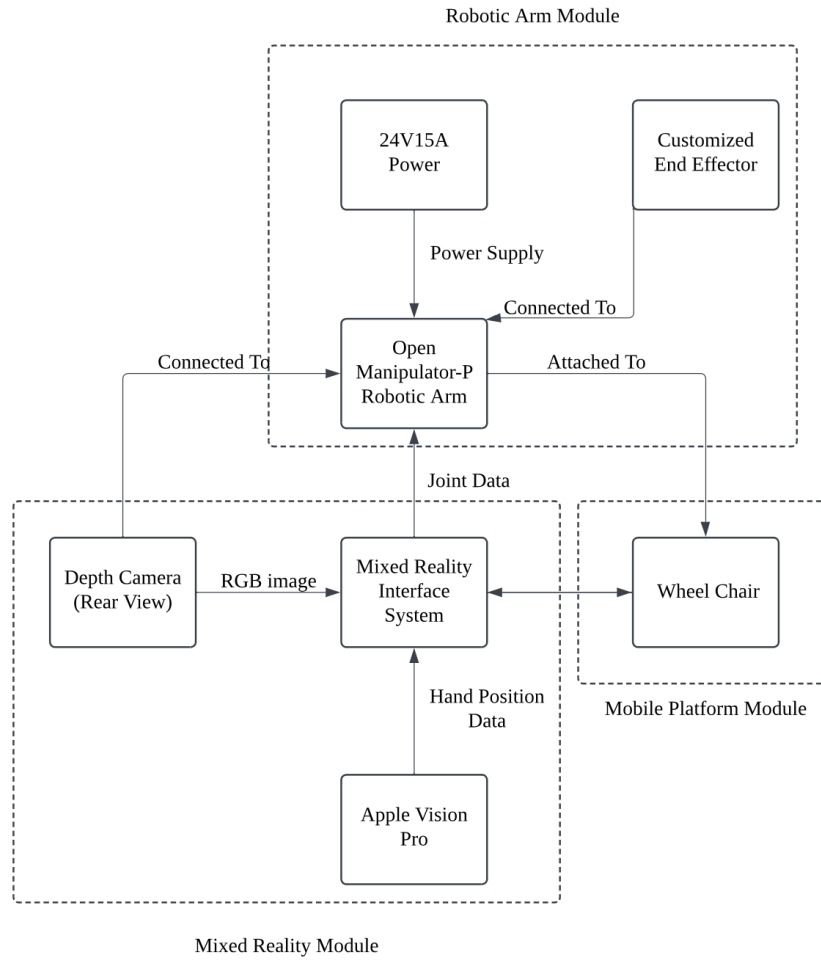 Robotic Arm Module
24V15A
Power
Customized
End Effector
Power Supply
Connected To
Open
Manipulator-P
Robotic Arm
Connected To
Attached To
Joint Data
Depth Camera
(Rear View)
RGB image
Mixed Reality
Interface
System
Wheel Chair
Hand Position
Data
Mobile Platform Module
Apple Vision
Pro
Mixed Reality Module